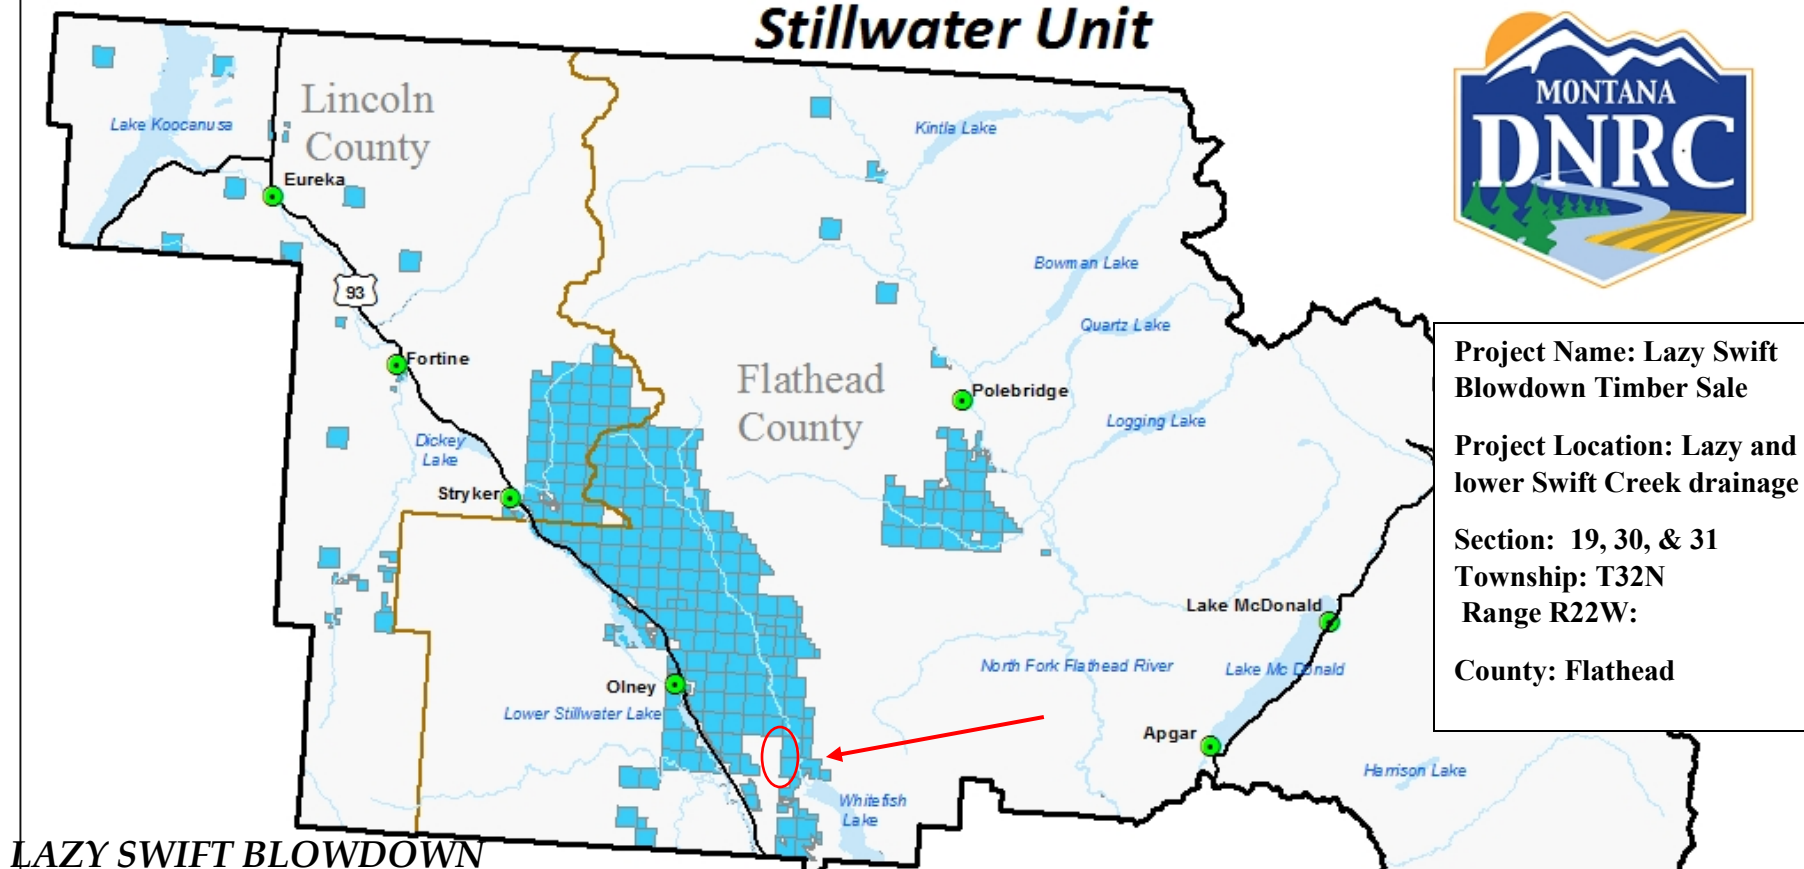 Stillwater Unit
MONTANA
DNRC
Lincoln
County
Lake Koocanusa
Kintla Lake
Eureka
Bowman Lake
93
Quartz Lake
Fortine
Flathead
County
Polebridge
Logging Lake
Dickey
Lake
Stryker
Lake McDonald
North Fork Flathead River
Lake Mc Donald
Olney
Lower Stillwater Lake
Apgar
Harrison Lake
Whitefish
Lake
Project Name: Lazy Swift
Blowdown Timber Sale
Project Location: Lazy and
lower Swift Creek drainage
Section: 19, 30, & 31
Township: T32N
Range R22W:
County: Flathead
LAZY SWIFT BLOWDOWN